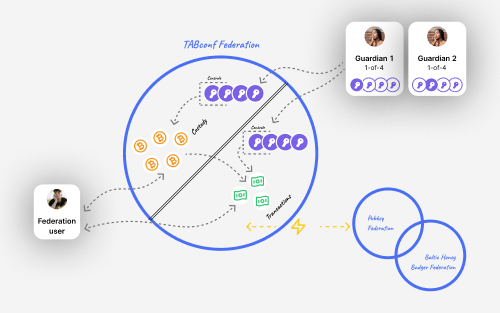 TABconf Federation
Guardian 1
1-of-4
Guardian 2
1-of-4
Controls
Custody
Controls
Transactions
Federation
user
Pubkey
Federation
Baltic Honey
Badger Federation